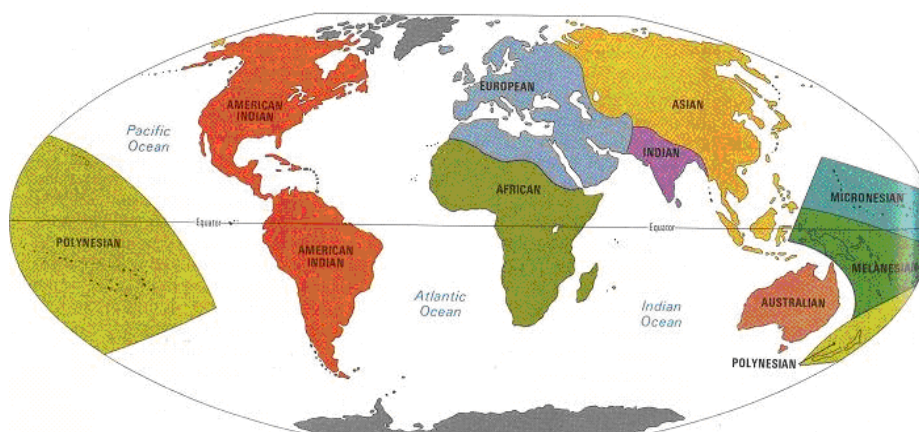 EUROPEAN
AMERICAN
INDIAN
ASIAN
Pacific
Ocean
INDIAN
AFRICAN
MICRONESIAN
Equator
Equator
POLYNESIAN
AMERICAN
INDIAN
MELANESIAN
Atlantic
Ocean
Indian
Ocean
AUSTRALIAN
POLYNESIAN